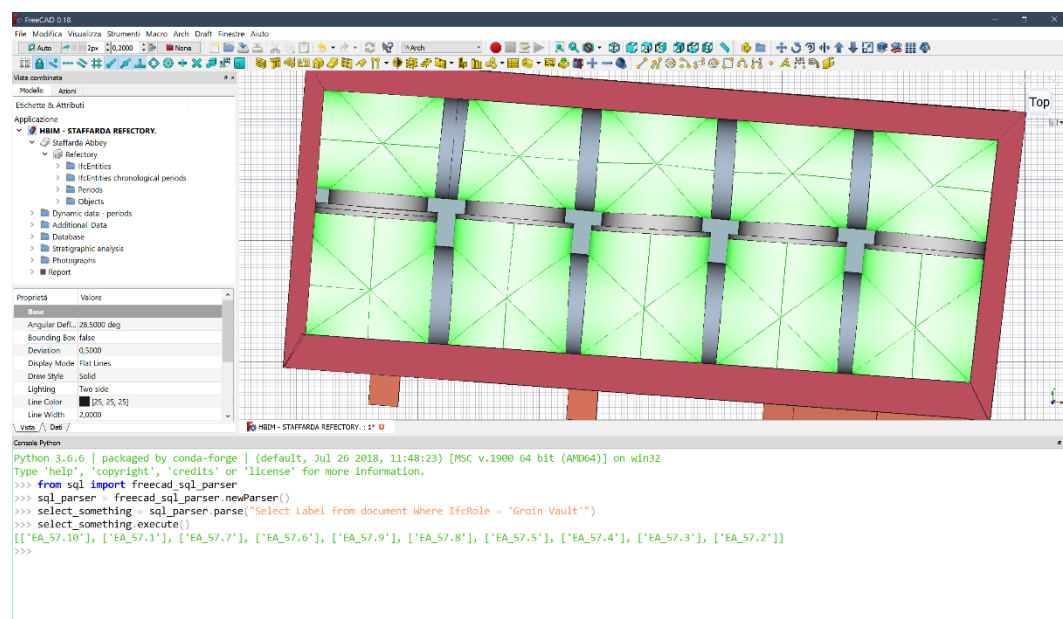 FreeCAD 0.18
File Modifica Visualizza Strumenti Macro Arch Draft Finestre Aiuto
Auto 2px 0,2000 None Arch
Vista combinata
Modello Azioni
Etichette & Attributi
Applicazione
HBIM - STAFFARDA REFECTORY.
Staffarda Abbey
Refectory
IfcEntities
IfcEntities chronological periods
Periods
Objects
Dynamic data - periods
Additional Data
Database
Stratigraphic analysis
Photographs
Report
Proprietà Valore
Base
Angular Defl... 28,5000 deg
Bounding Box false
Deviation 0,5000
Display Mode Flat Lines
Draw Style Solid
Lighting Two side
Line Color [25, 25, 25]
Line Width 2,0000
Vista Dati
Top
HBIM - STAFFARDA REFECTORY. : 1*
Console Python
Python 3.6.6 | packaged by conda-forge | (default, Jul 26 2018, 11:48:23) [MSC v.1900 64 bit (AMD64)] on win32
Type 'help', 'copyright', 'credits' or 'license' for more information.
>>> from sql import freecad_sql_parser
>>> sql_parser = freecad_sql_parser.newParser()
>>> select_something = sql_parser.parse("Select Label from document Where IfcRole = 'Groin Vault'")
>>> select_something.execute()
[['EA_57.10'], ['EA_57.1'], ['EA_57.7'], ['EA_57.6'], ['EA_57.9'], ['EA_57.8'], ['EA_57.5'], ['EA_57.4'], ['EA_57.3'], ['EA_57.2']]
>>>